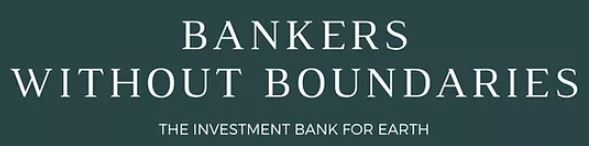 BANKERS
WITHOUT BOUNDARIES
THE INVESTMENT BANK FOR EARTH